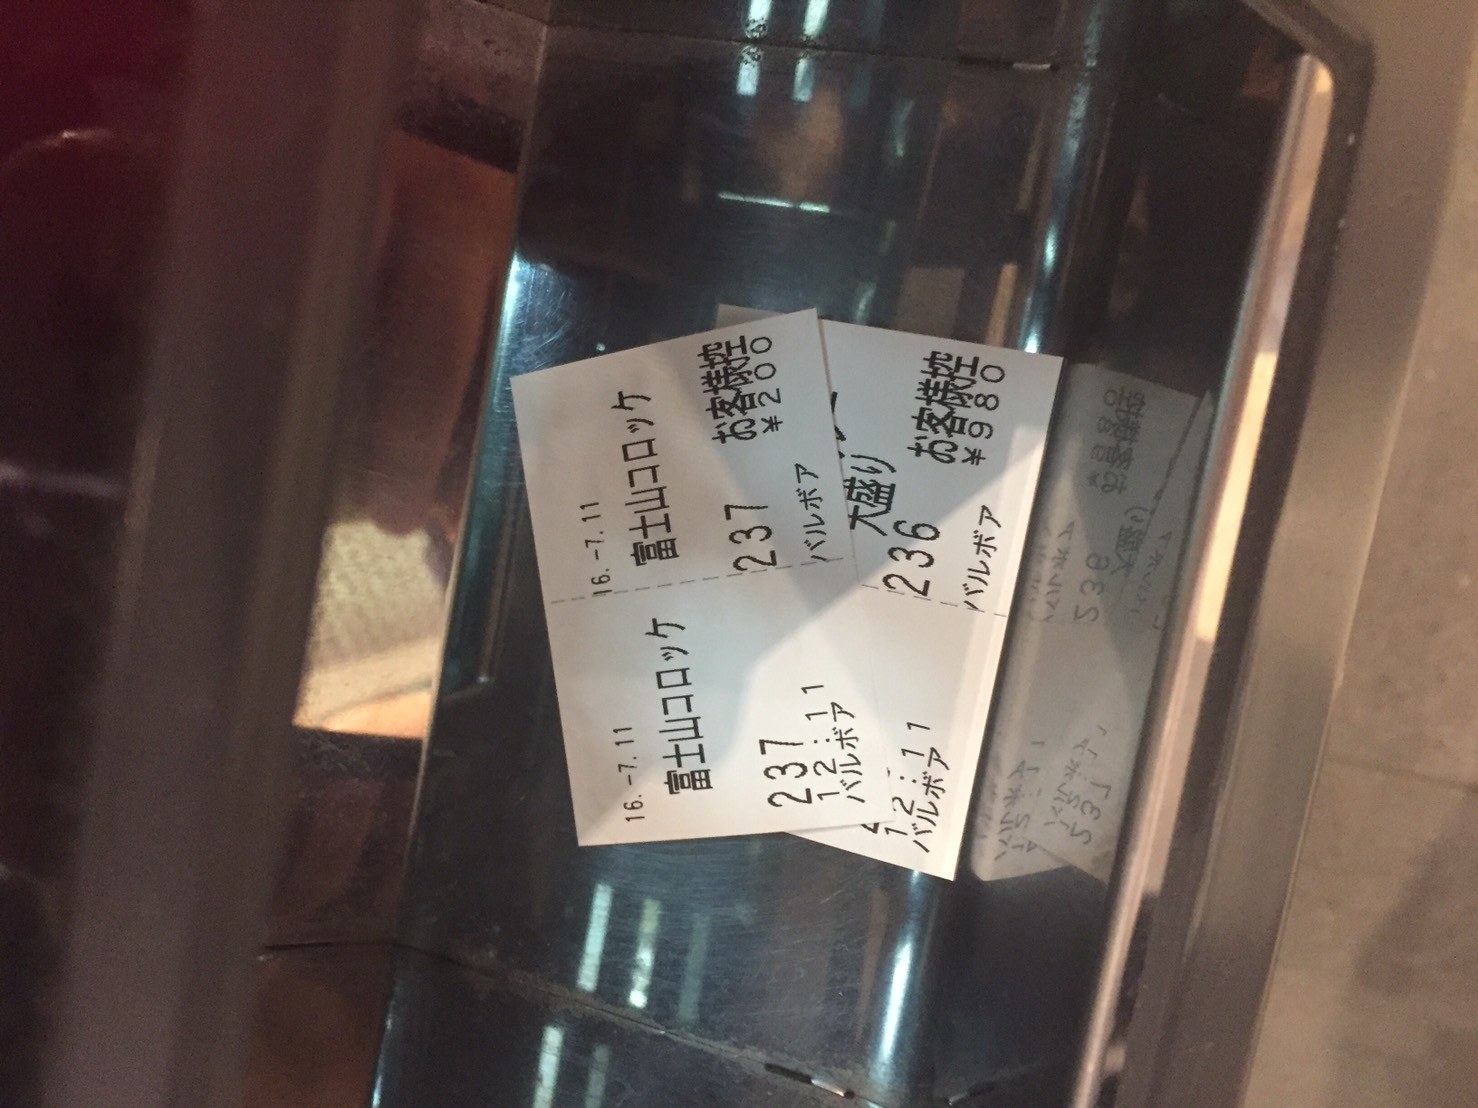 16.-7.11
富士山コロッケ
お客様控
¥200
237
バルボア
16.-7.11
富士山コロッケ
237
12:11
バルボア
大盛り
お客様控
¥980
236
バルボア
12:11
バルボア